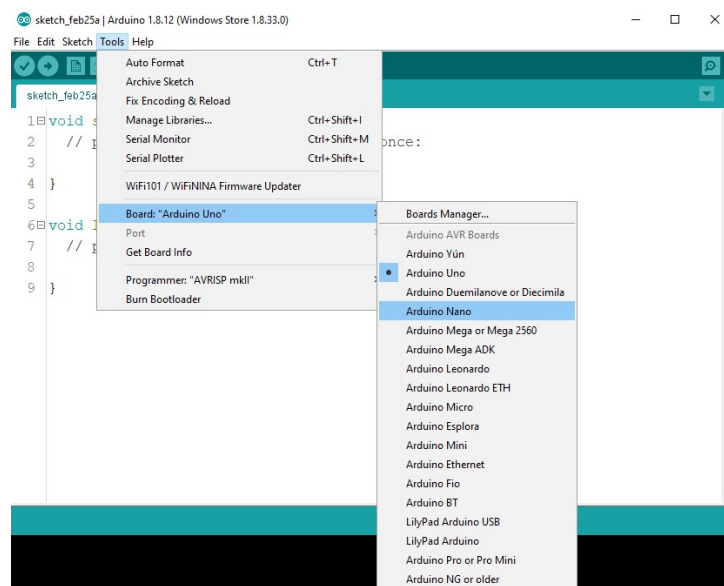 sketch_feb25a | Arduino 1.8.12 (Windows Store 1.8.33.0)
File Edit Sketch Tools Help
sketch_feb25a
1 void
2 //
3
4 }
5
6 void
7 //
8
9 }
once:
Auto Format Ctrl+T
Archive Sketch
Fix Encoding & Reload
Manage Libraries... Ctrl+Shift+I
Serial Monitor Ctrl+Shift+M
Serial Plotter Ctrl+Shift+L
WiFi101 / WiFiNINA Firmware Updater
Board: "Arduino Uno"
Port
Get Board Info
Programmer: "AVRISP mkII"
Burn Bootloader
Boards Manager...
Arduino AVR Boards
Arduino Yún
Arduino Uno
Arduino Duemilanove or Diecimila
Arduino Nano
Arduino Mega or Mega 2560
Arduino Mega ADK
Arduino Leonardo
Arduino Leonardo ETH
Arduino Micro
Arduino Esplora
Arduino Mini
Arduino Ethernet
Arduino Fio
Arduino BT
LilyPad Arduino USB
LilyPad Arduino
Arduino Pro or Pro Mini
Arduino NG or older